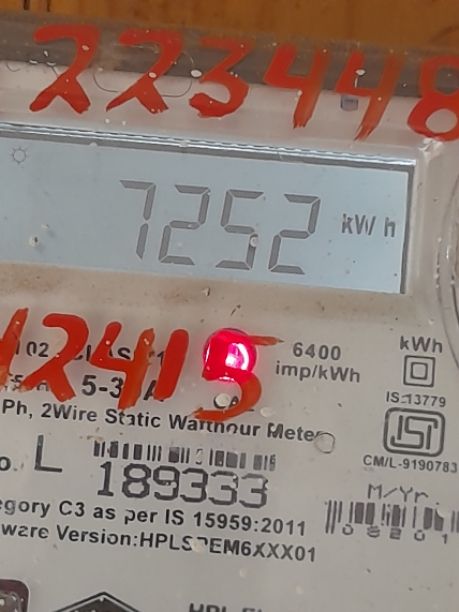 223448
7252 kWh
42415
6400 imp/kWh
kWh
5-3 A
IS:13779
Ph, 2Wire Static Watthour Meter
CM/L-9190783
L 189333
M/Yr.
egory C3 as per IS 15959:2011
ware Version:HPLSPEM6XXX01